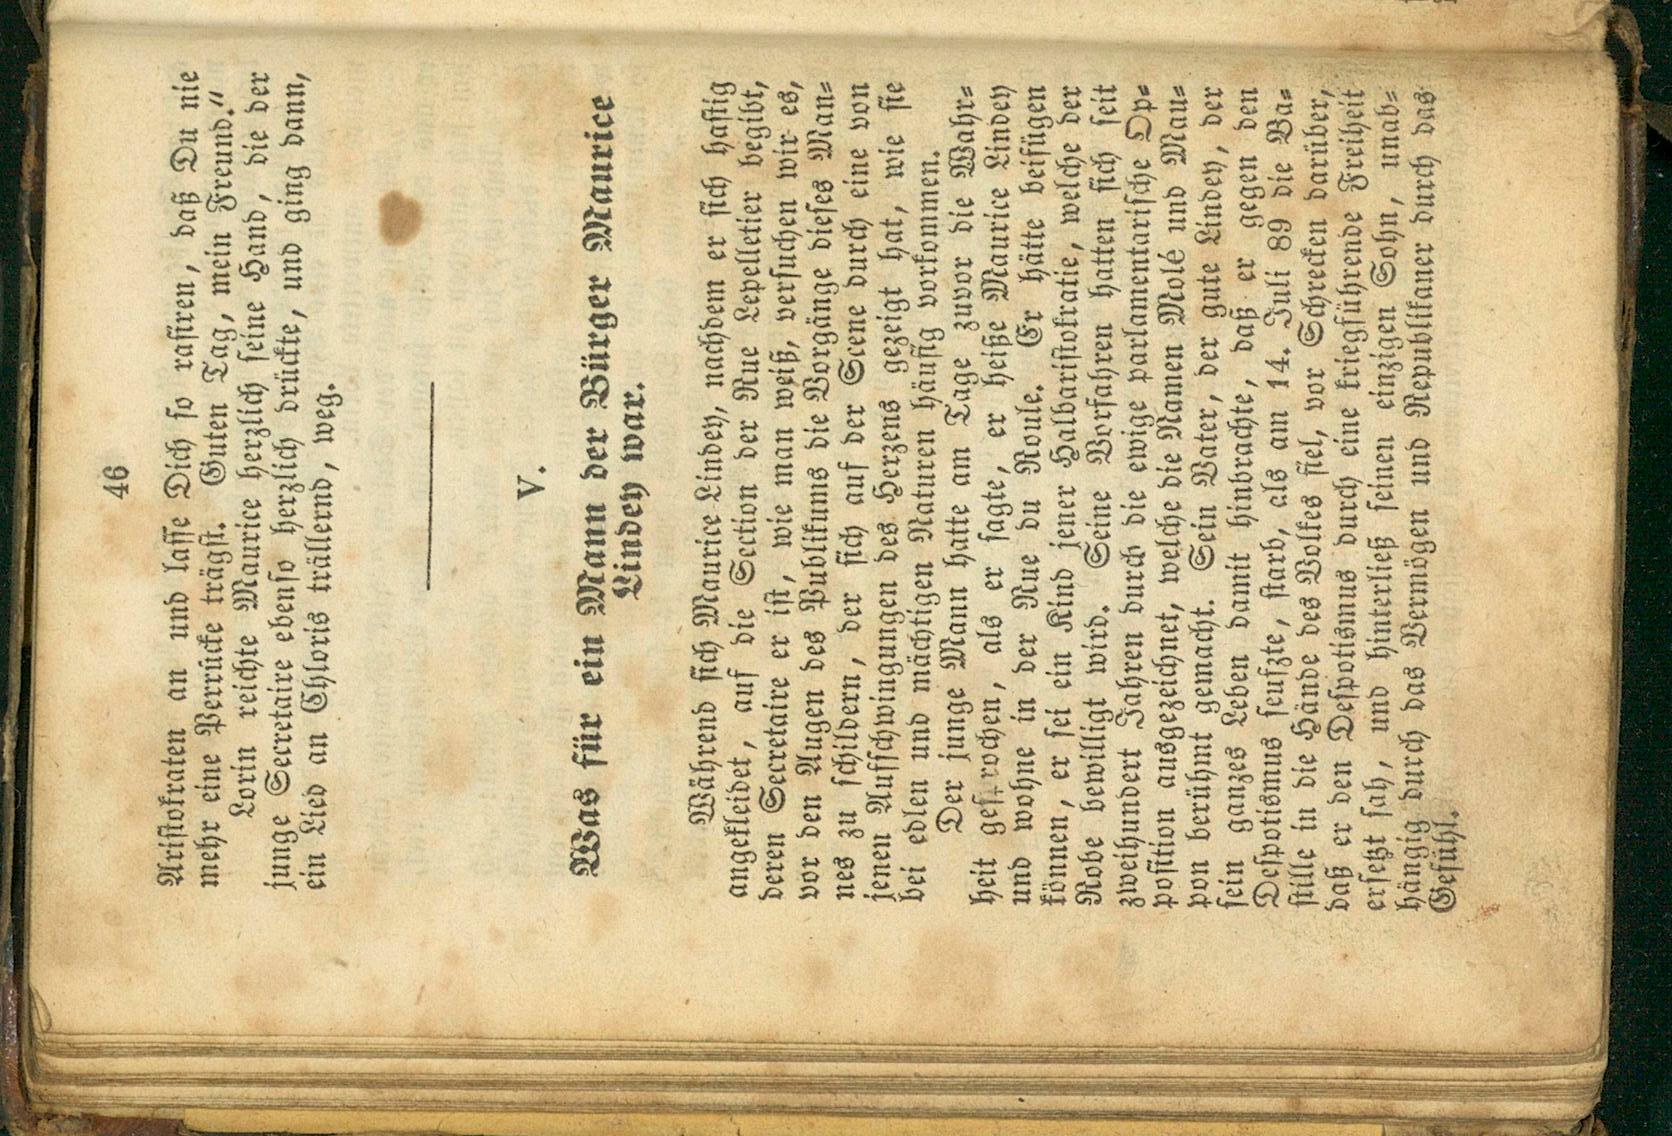 46
Aristokraten an und lasse Dich so rasiren, daß Du nie
mehr eine Perrücke trägst. Guten Tag, mein Freund."
Lorin reichte Maurice herzlich seine Hand, die der
junge Secretaire ebenso herzlich drückte, und ging dann,
ein Lied an Chloris trällernd, weg.
V.
Was für ein Mann der Bürger Maurice
Lindey war.
Während sich Maurice Lindey, nachdem er sich hastig
angekleidet, auf die Section der Rue Lepelletier begibt,
deren Secretaire er ist, wie man weiß, versuchen wir es,
vor den Augen des Publikums die Vorgänge dieses Man=
nes zu schildern, der sich auf der Scene durch eine von
jenen Aufschwingungen des Herzens gezeigt hat, wie sie
bei edlen und mächtigen Naturen häufig vorkommen.
Der junge Mann hatte am Tage zuvor die Wahr=
heit gesprochen, als er sagte, er heiße Maurice Lindey
und wohne in der Rue du Roule. Er hätte beifügen
können, er sei ein Kind jener Halbaristokratie, welche der
Robe bewilligt wird. Seine Vorfahren hatten sich seit
zweihundert Jahren durch die ewige parlamentarische Op=
position ausgezeichnet, welche die Namen Molé und Mau=
pou berühmt gemacht. Sein Vater, der gute Lindey, der
sein ganzes Leben damit hinbrachte, daß er gegen den
Despotismus seufzte, starb, als am 14. Juli 89 die Ba=
stille in die Hände des Volkes fiel, vor Schrecken darüber,
daß er den Despotismus durch eine kriegführende Freiheit
ersetzt sah, und hinterließ seinen einzigen Sohn, unab=
hängig durch das Vermögen und Republikaner durch das
Gefühl.